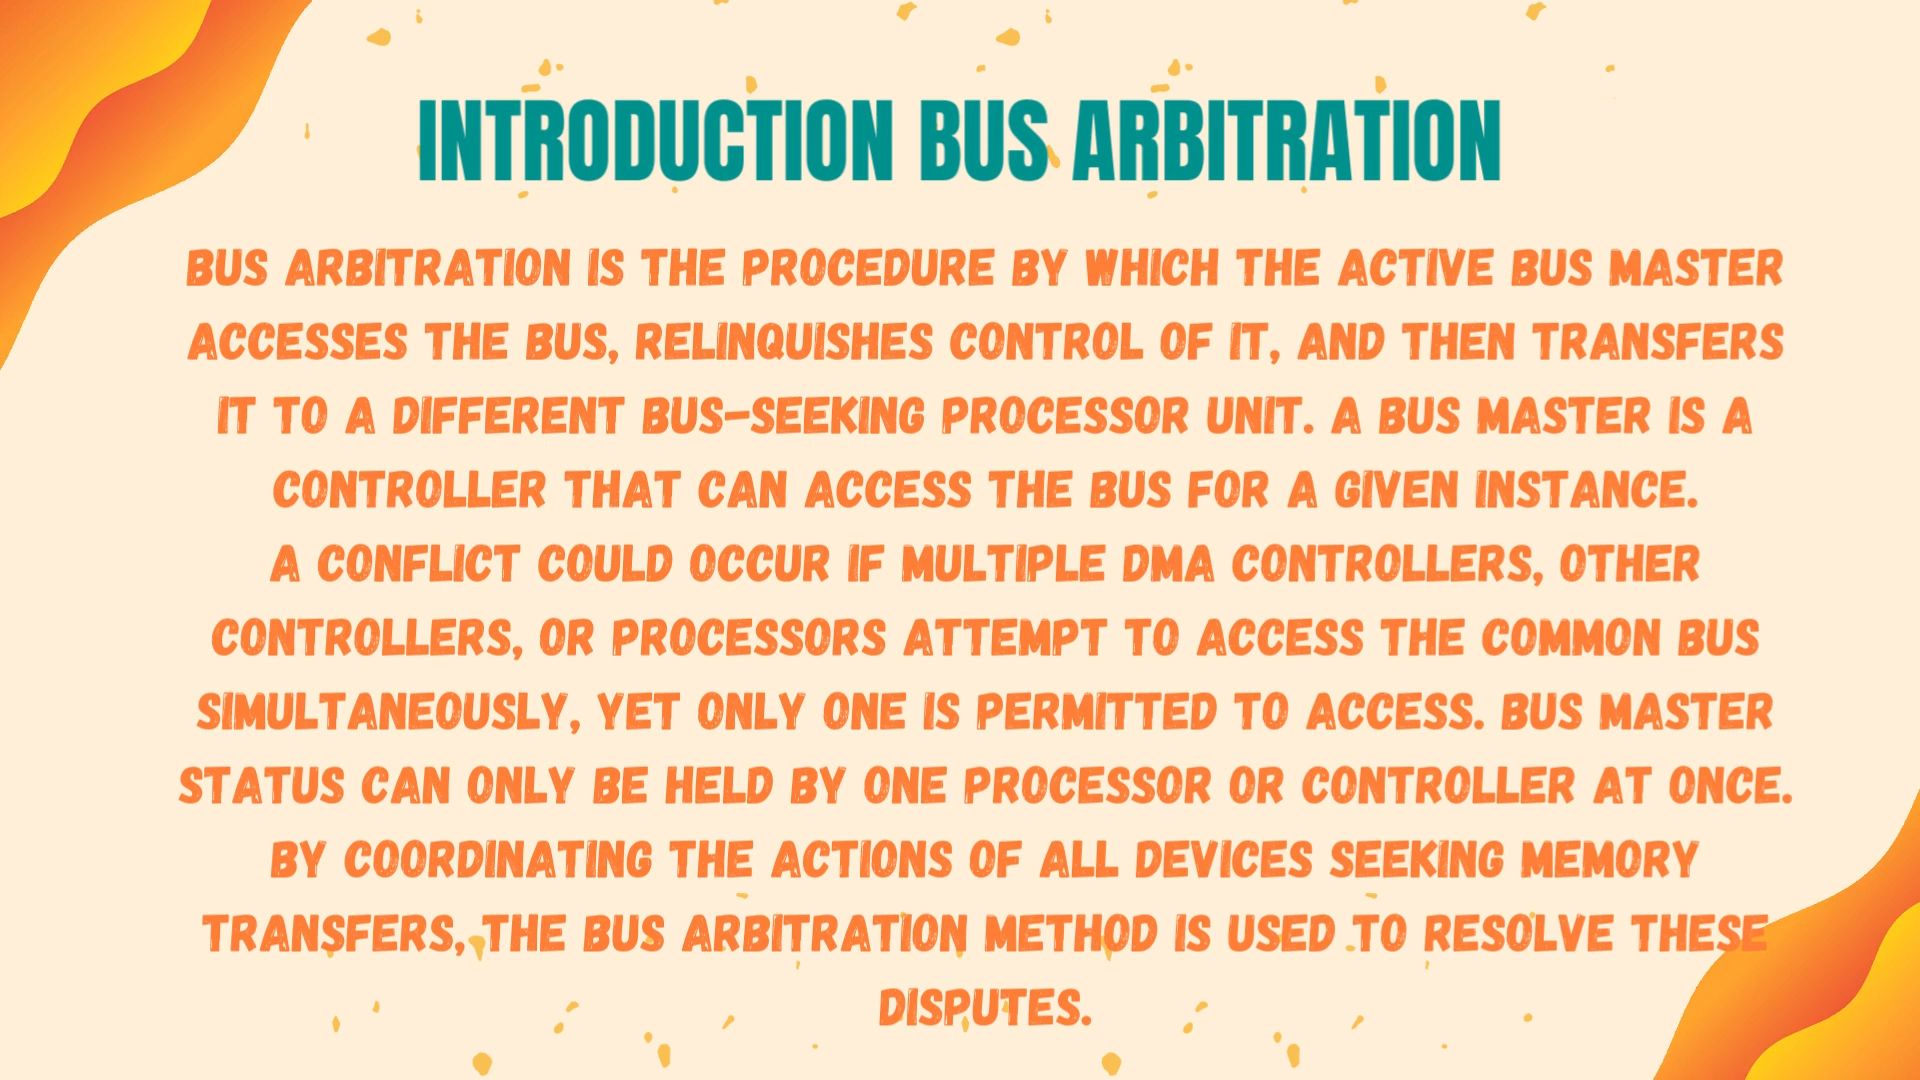 INTRODUCTION BUS ARBITRATION
BUS ARBITRATION IS THE PROCEDURE BY WHICH THE ACTIVE BUS MASTER
ACCESSES THE BUS, RELINQUISHES CONTROL OF IT, AND THEN TRANSFERS
IT TO A DIFFERENT BUS-SEEKING PROCESSOR UNIT. A BUS MASTER IS A
CONTROLLER THAT CAN ACCESS THE BUS FOR A GIVEN INSTANCE.
A CONFLICT COULD OCCUR IF MULTIPLE DMA CONTROLLERS, OTHER
CONTROLLERS, OR PROCESSORS ATTEMPT TO ACCESS THE COMMON BUS
SIMULTANEOUSLY, YET ONLY ONE IS PERMITTED TO ACCESS. BUS MASTER
STATUS CAN ONLY BE HELD BY ONE PROCESSOR OR CONTROLLER AT ONCE.
BY COORDINATING THE ACTIONS OF ALL DEVICES SEEKING MEMORY
TRANSFERS, THE BUS ARBITRATION METHOD IS USED TO RESOLVE THESE
DISPUTES.